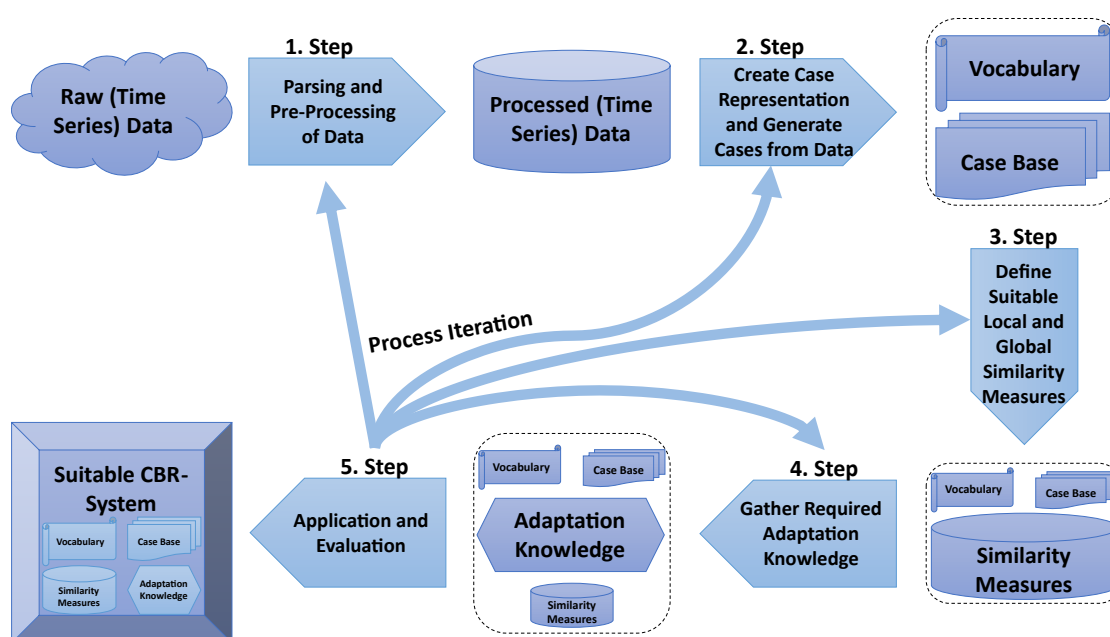 1. Step
2. Step
Raw (Time
Series) Data
Parsing and
Pre-Processing
of Data
Processed (Time
Series) Data
Create Case
Representation
and Generate
Cases from Data
Vocabulary
Case Base
3. Step
Define
Suitable
Local and
Global
Similarity
Measures
Process Iteration
Suitable CBR-
System
Vocabulary
Case Base
Similarity
Measures
Adaptation
Knowledge
5. Step
Application and
Evaluation
Vocabulary
Case Base
Adaptation
Knowledge
Similarity
Measures
4. Step
Gather Required
Adaptation
Knowledge
Vocabulary
Case Base
Similarity
Measures